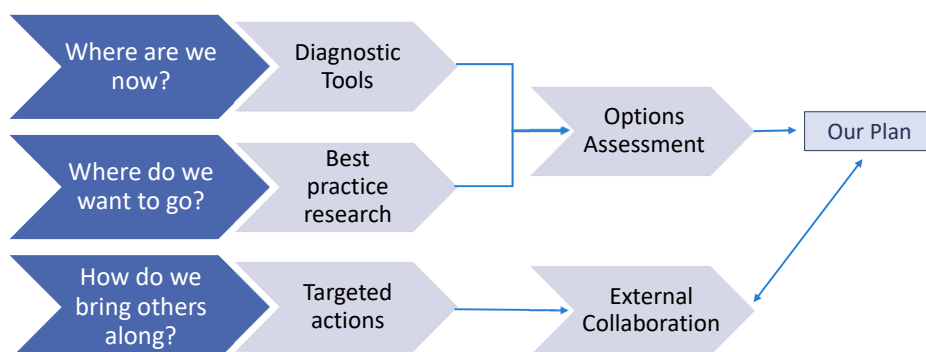 Where are we
now?
Diagnostic
Tools
Options
Assessment
Our Plan
Where do we
want to go?
Best
practice
research
How do we
bring others
along?
Targeted
actions
External
Collaboration